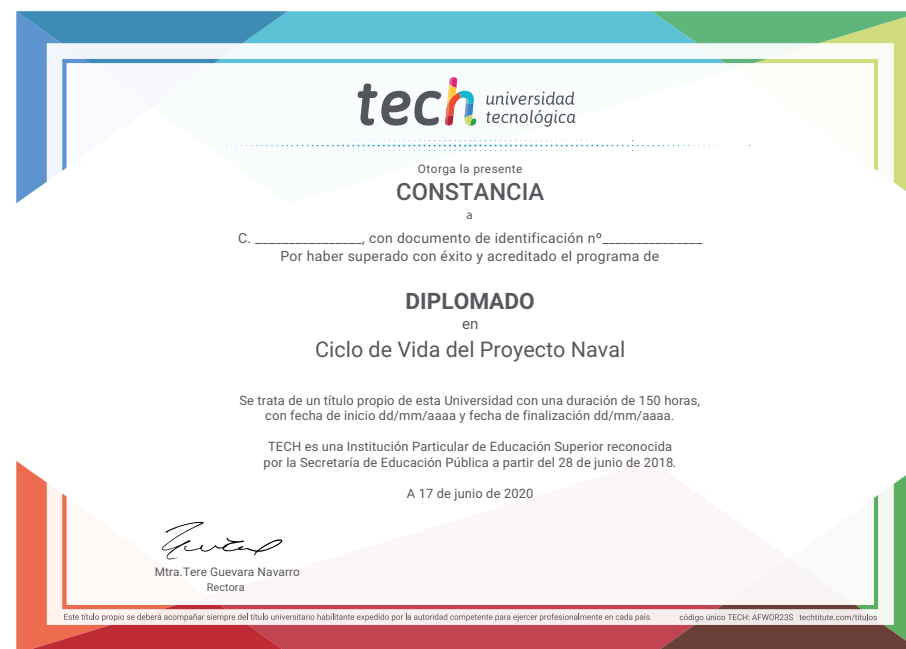 tech universidad
tecnológica
Otorga la presente
CONSTANCIA
a
C. ________________, con documento de identificación nº_______________
Por haber superado con éxito y acreditado el programa de
DIPLOMADO
en
Ciclo de Vida del Proyecto Naval
Se trata de un título propio de esta Universidad con una duración de 150 horas,
con fecha de inicio dd/mm/aaaa y fecha de finalización dd/mm/aaaa.
TECH es una Institución Particular de Educación Superior reconocida
por la Secretaría de Educación Pública a partir del 28 de junio de 2018.
A 17 de junio de 2020
Mtra.Tere Guevara Navarro
Rectora
Este título propio se deberá acompañar siempre del título universitario habilitante expedido por la autoridad competente para ejercer profesionalmente en cada país. código único TECH: AFWOR23S techtitute.com/titulos